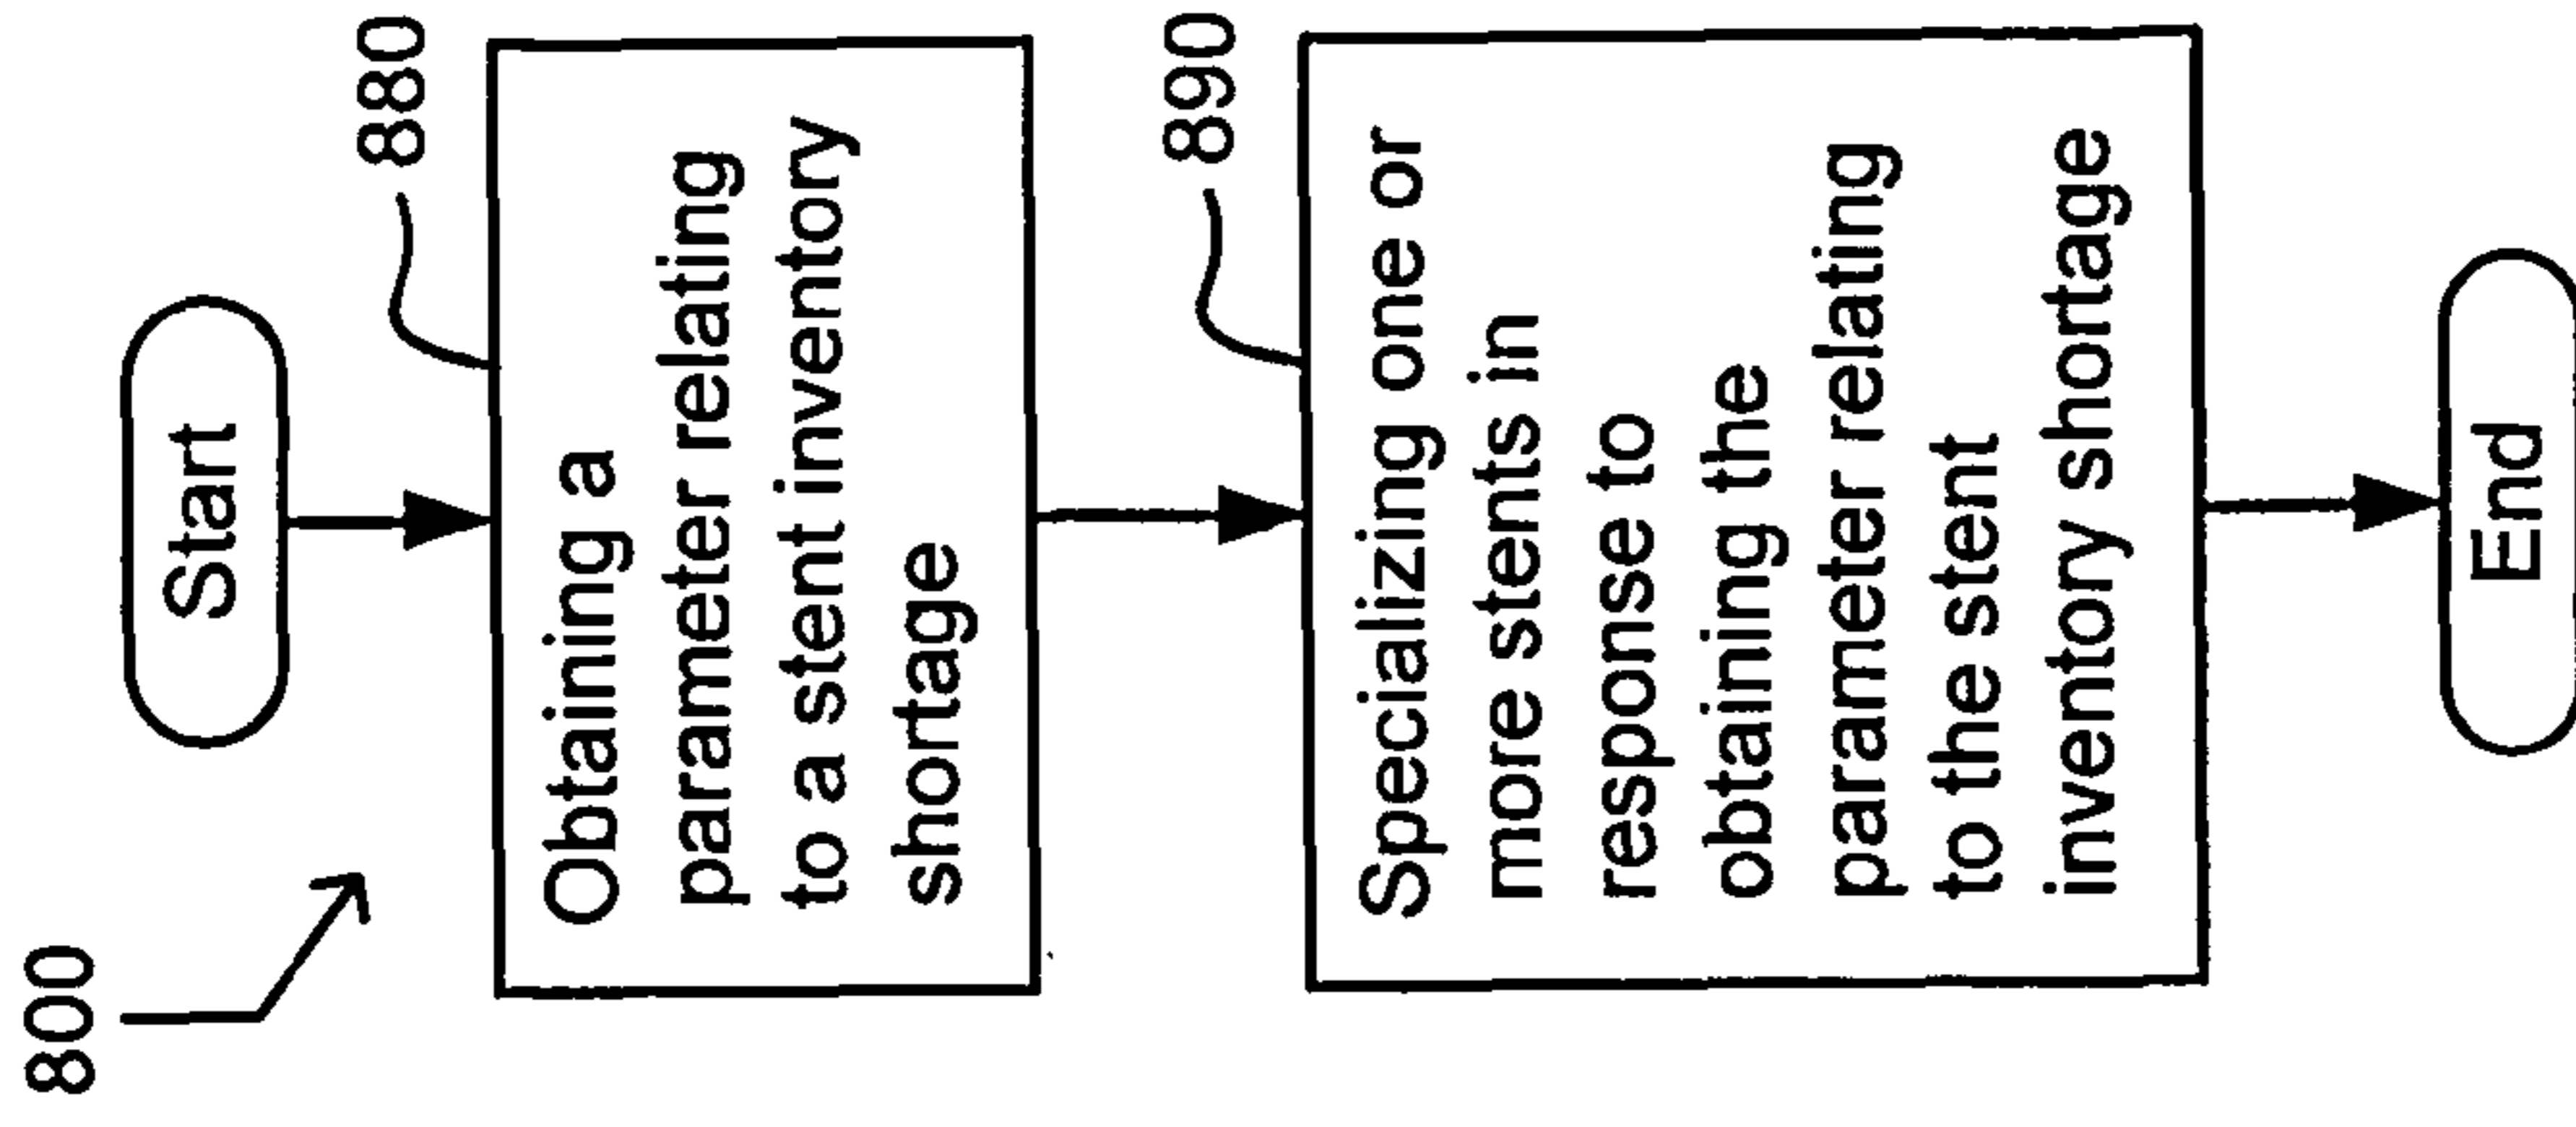 800
Start
880
Obtaining a
parameter relating
to a stent inventory
shortage
890
Specializing one or
more stents in
response to
obtaining the
parameter relating
to the stent
inventory shortage
End